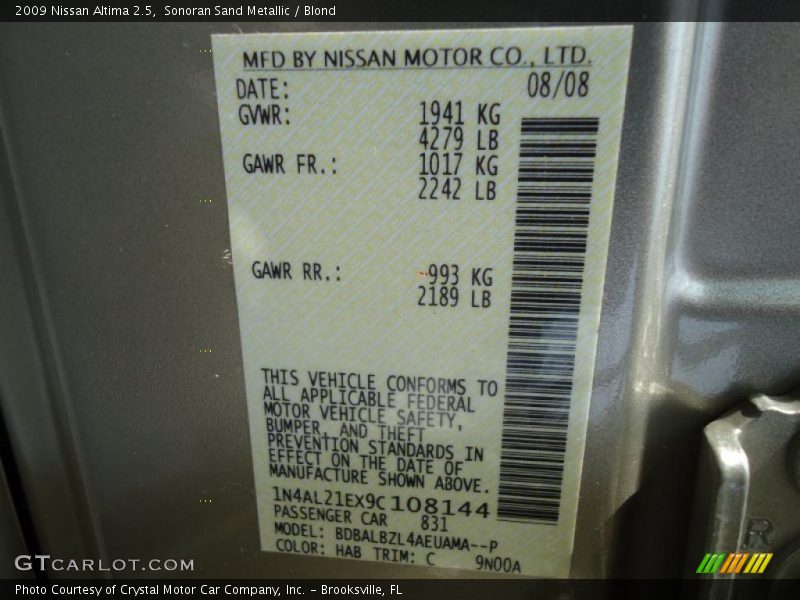 2009 Nissan Altima 2.5,  Sonoran Sand Metallic / Blond
MFD BY NISSAN MOTOR CO., LTD.
DATE: 08/08
GVWR: 1941 KG
4279 LB
GAWR FR.: 1017 KG
2242 LB
GAWR RR.: 993 KG
2189 LB
THIS VEHICLE CONFORMS TO
ALL APPLICABLE FEDERAL
MOTOR VEHICLE SAFETY,
BUMPER, AND THEFT
PREVENTION STANDARDS IN
EFFECT ON THE DATE OF
MANUFACTURE SHOWN ABOVE.
1N4AL21EX9C108144
PASSENGER CAR 831
MODEL: BDBALBZL4AEUAMA--P
COLOR: HAB TRIM: C 9N00A
R
GTCARLOT.COM
Photo Courtesy of Crystal Motor Car Company, Inc. – Brooksville, FL